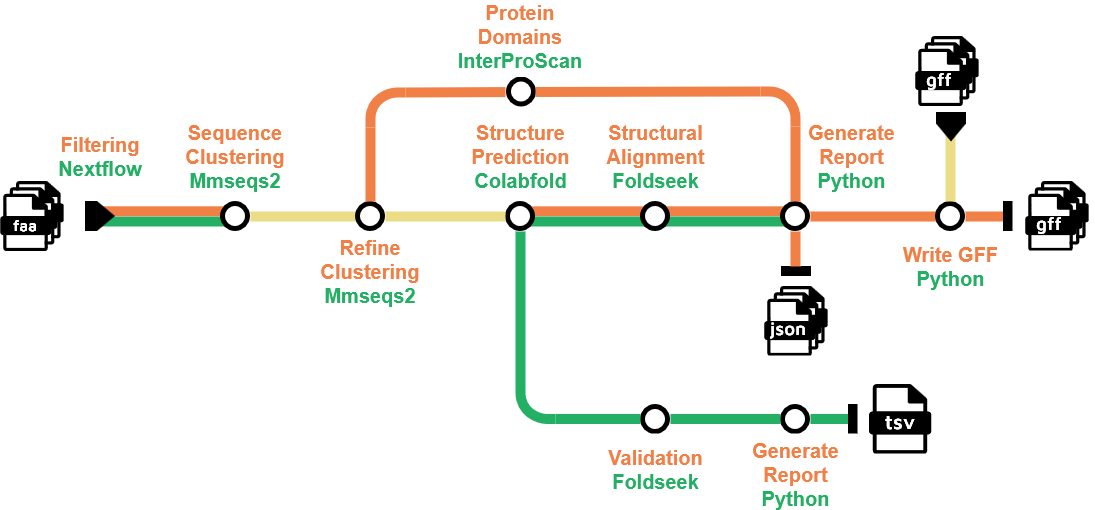 Protein
Domains
InterProScan
gff
Filtering
Nextflow
Sequence
Clustering
Mmseqs2
Structure
Prediction
Colabfold
Structural
Alignment
Foldseek
Generate
Report
Python
faa
gff
Refine
Clustering
Mmseqs2
Write GFF
Python
json
tsv
Validation
Foldseek
Generate
Report
Python